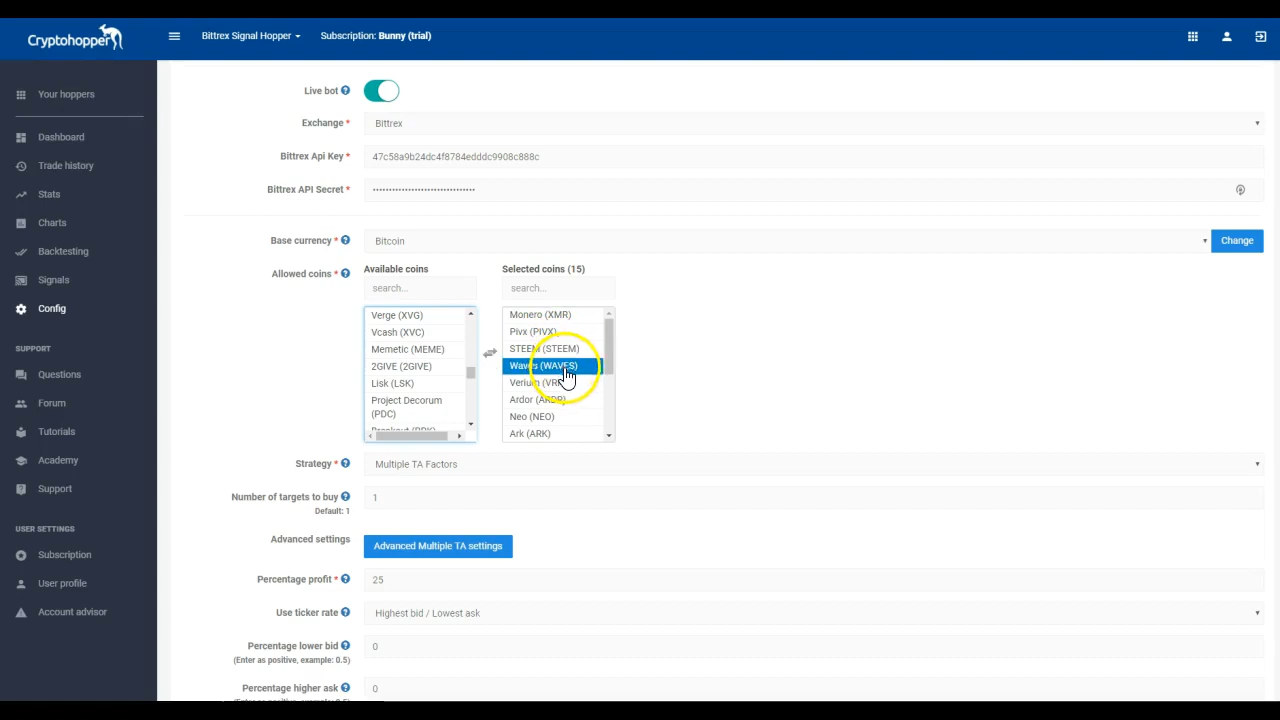 Cryptohopper
Bittrex Signal Hopper
Subscription: Bunny (trial)
Your hoppers
Dashboard
Trade history
Stats
Charts
Backtesting
Signals
Config
SUPPORT
Questions
Forum
Tutorials
Academy
Support
USER SETTINGS
Subscription
User profile
Account advisor
Live bot
Exchange *
Bittrex
Bittrex Api Key *
47c58a9b24dc4f8784edddc9908c888c
Bittrex API Secret *
Base currency *
Bitcoin
Change
Allowed coins *
Available coins
search...
Verge (XVG)
Vcash (XVC)
Memetic (MEME)
2GIVE (2GIVE)
Lisk (LSK)
Project Decorum
(PDC)
Selected coins (15)
search...
Monero (XMR)
Pivx (PIVX)
STEEM (STEEM)
Waves (WAVES)
Verium
Ardor (ARDR)
Neo (NEO)
Ark (ARK)
Strategy *
Multiple TA Factors
Number of targets to buy
Default: 1
1
Advanced settings
Advanced Multiple TA settings
Percentage profit *
25
Use ticker rate
Highest bid / Lowest ask
Percentage lower bid
(Enter as positive, example: 0.5)
0
Percentage higher ask
0